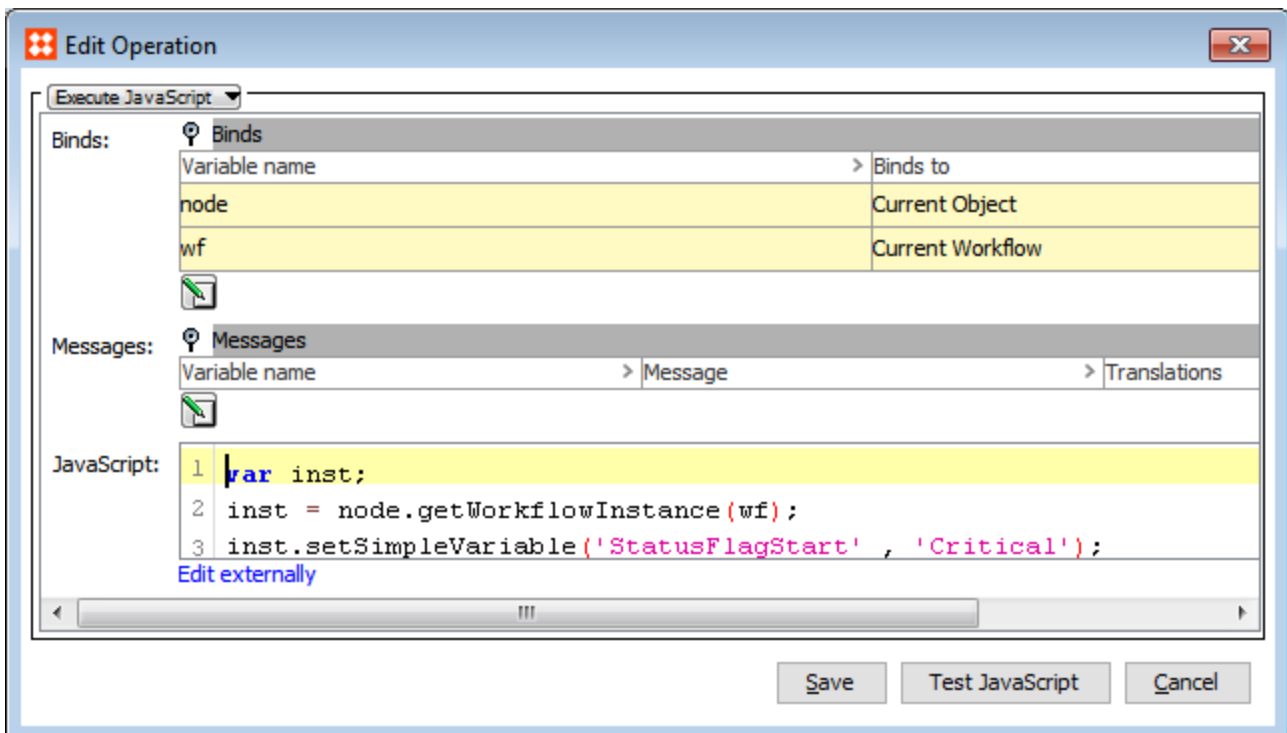 Edit Operation
Execute JavaScript
Binds: Binds
Variable name > Binds to
node Current Object
wf Current Workflow
Messages: Messages
Variable name > Message > Translations
JavaScript: 1 var inst;
2 inst = node.getWorkflowInstance(wf);
3 inst.setSimpleVariable('StatusFlagStart' , 'Critical');
Edit externally
Save Test JavaScript Cancel